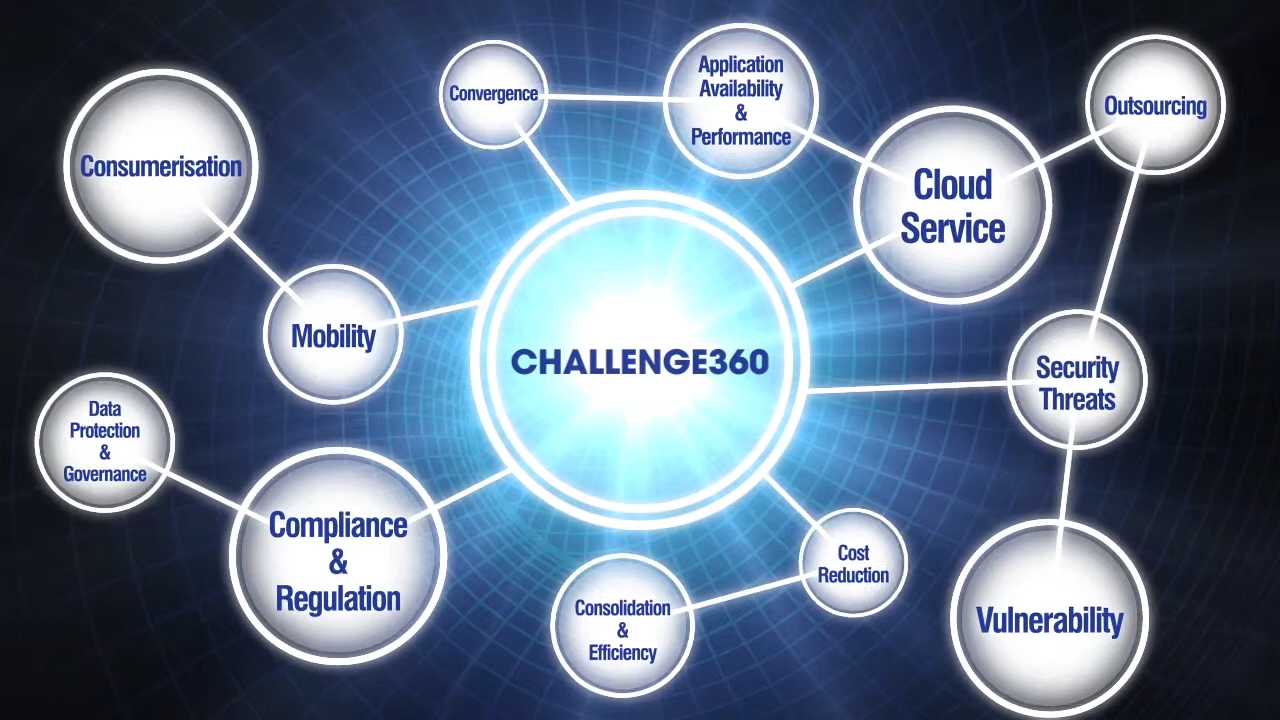 Convergence
Application
Availability
&
Performance
Outsourcing
Consumerisation
Cloud
Service
Mobility
CHALLENGE360
Security
Threats
Data
Protection
&
Governance
Compliance
&
Regulation
Cost
Reduction
Consolidation
&
Efficiency
Vulnerability